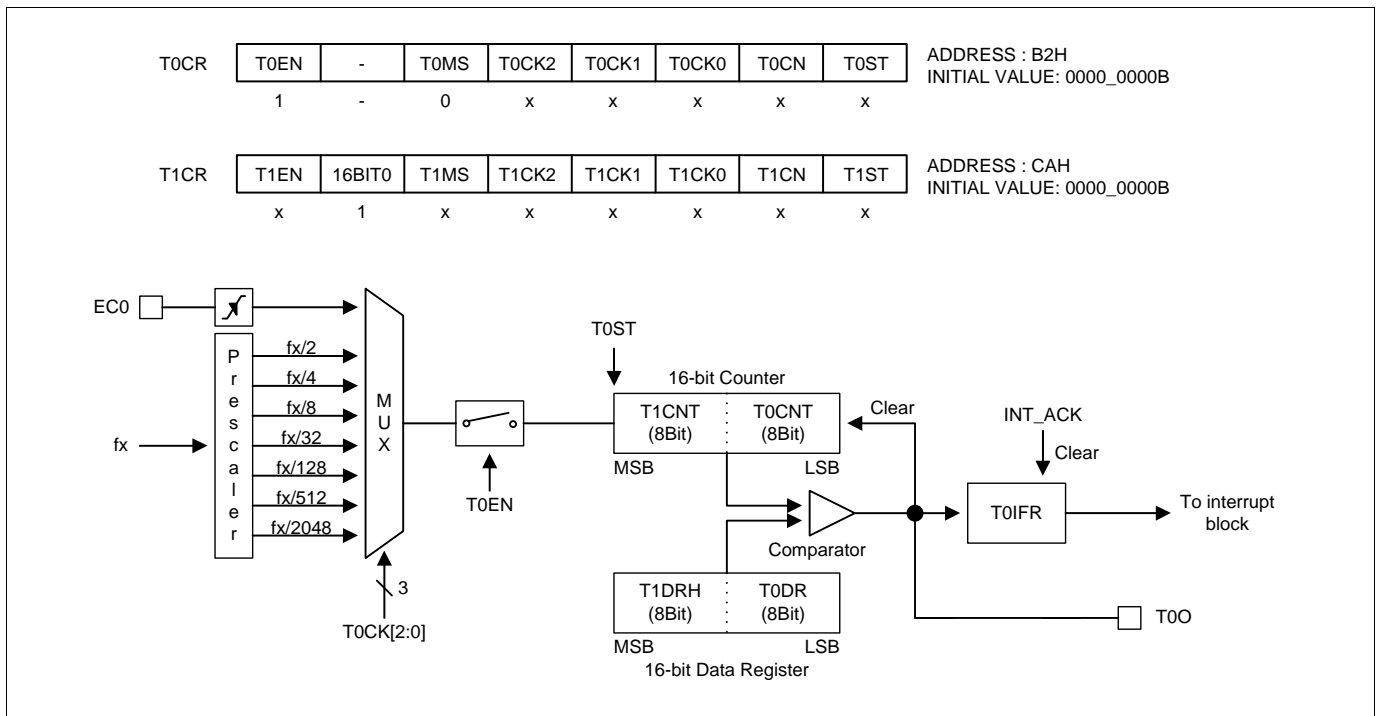 T0CR T0EN - T0MS T0CK2 T0CK1 T0CK0 T0CN T0ST ADDRESS : B2H
INITIAL VALUE: 0000_0000B
1 - 0 x x x x x
T1CR T1EN 16BIT0 T1MS T1CK2 T1CK1 T1CK0 T1CN T1ST ADDRESS : CAH
INITIAL VALUE: 0000_0000B
x 1 x x x x x x
EC0
Prescaler
fx
fx/2
fx/4
fx/8
fx/32
fx/128
fx/512
fx/2048
MUX
3
T0CK[2:0]
T0EN
T0ST
16-bit Counter
T1CNT T0CNT
(8Bit) (8Bit)
MSB LSB
Clear
Comparator
T1DRH T0DR
(8Bit) (8Bit)
MSB LSB
16-bit Data Register
INT_ACK
Clear
T0IFR
To interrupt
block
T0O